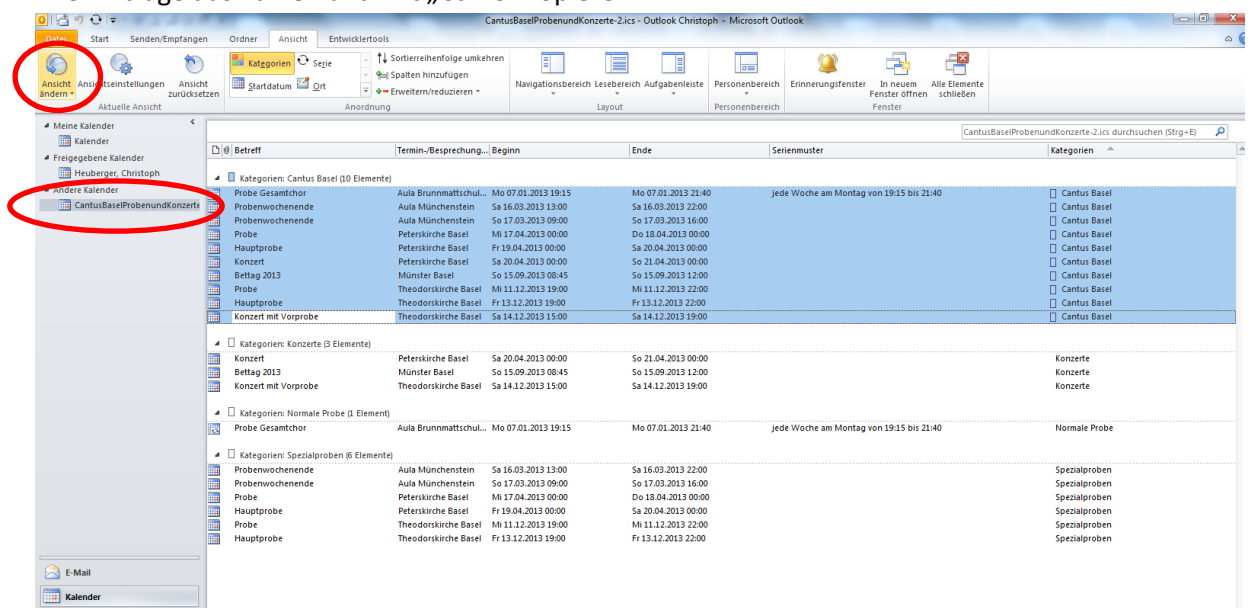 CantusBaselProbenundKonzerte-2.ics - Outlook Christoph - Microsoft Outlook
Datei Start Senden/Empfangen Ordner Ansicht Entwicklertools
Ansicht ändern
Ansichtseinstellungen
Ansicht zurücksetzen
Aktuelle Ansicht
Kategorien Serie
Startdatum Ort
Sortierreihenfolge umkehren
Spalten hinzufügen
Erweitern/reduzieren
Anordnung
Navigationsbereich Lesebereich Aufgabenleiste
Layout
Personenbereich
Personenbereich
Erinnerungsfenster
In neuem Fenster öffnen
Alle Elemente schließen
Fenster
Meine Kalender
Kalender
Freigegebene Kalender
Heuberger, Christoph
Andere Kalender
CantusBaselProbenundKonzerte
E-Mail
Kalender
CantusBaselProbenundKonzerte-2.ics durchsuchen (Strg+E)
Betreff Termin-/Besprechung... Beginn Ende Serienmuster Kategorien
Kategorien: Cantus Basel (10 Elemente)
Probe Gesamtchor Aula Brunnmattschul... Mo 07.01.2013 19:15 Mo 07.01.2013 21:40 jede Woche am Montag von 19:15 bis 21:40 Cantus Basel
Probenwochenende Aula Münchenstein Sa 16.03.2013 13:00 Sa 16.03.2013 22:00 Cantus Basel
Probenwochenende Aula Münchenstein So 17.03.2013 09:00 So 17.03.2013 16:00 Cantus Basel
Probe Peterskirche Basel Mi 17.04.2013 00:00 Do 18.04.2013 00:00 Cantus Basel
Hauptprobe Peterskirche Basel Fr 19.04.2013 00:00 Sa 20.04.2013 00:00 Cantus Basel
Konzert Peterskirche Basel Sa 20.04.2013 00:00 So 21.04.2013 00:00 Cantus Basel
Bettag 2013 Münster Basel So 15.09.2013 08:45 So 15.09.2013 12:00 Cantus Basel
Probe Theodorskirche Basel Mi 11.12.2013 19:00 Mi 11.12.2013 22:00 Cantus Basel
Hauptprobe Theodorskirche Basel Fr 13.12.2013 19:00 Fr 13.12.2013 22:00 Cantus Basel
Konzert mit Vorprobe Theodorskirche Basel Sa 14.12.2013 15:00 Sa 14.12.2013 19:00 Cantus Basel
Kategorien: Konzerte (3 Elemente)
Konzert Peterskirche Basel Sa 20.04.2013 00:00 So 21.04.2013 00:00 Konzerte
Bettag 2013 Münster Basel So 15.09.2013 08:45 So 15.09.2013 12:00 Konzerte
Konzert mit Vorprobe Theodorskirche Basel Sa 14.12.2013 15:00 Sa 14.12.2013 19:00 Konzerte
Kategorien: Normale Probe (1 Element)
Probe Gesamtchor Aula Brunnmattschul... Mo 07.01.2013 19:15 Mo 07.01.2013 21:40 jede Woche am Montag von 19:15 bis 21:40 Normale Probe
Kategorien: Spezialproben (6 Elemente)
Probenwochenende Aula Münchenstein Sa 16.03.2013 13:00 Sa 16.03.2013 22:00 Spezialproben
Probenwochenende Aula Münchenstein So 17.03.2013 09:00 So 17.03.2013 16:00 Spezialproben
Probe Peterskirche Basel Mi 17.04.2013 00:00 Do 18.04.2013 00:00 Spezialproben
Hauptprobe Peterskirche Basel Fr 19.04.2013 00:00 Sa 20.04.2013 00:00 Spezialproben
Probe Theodorskirche Basel Mi 11.12.2013 19:00 Mi 11.12.2013 22:00 Spezialproben
Hauptprobe Theodorskirche Basel Fr 13.12.2013 19:00 Fr 13.12.2013 22:00 Spezialproben